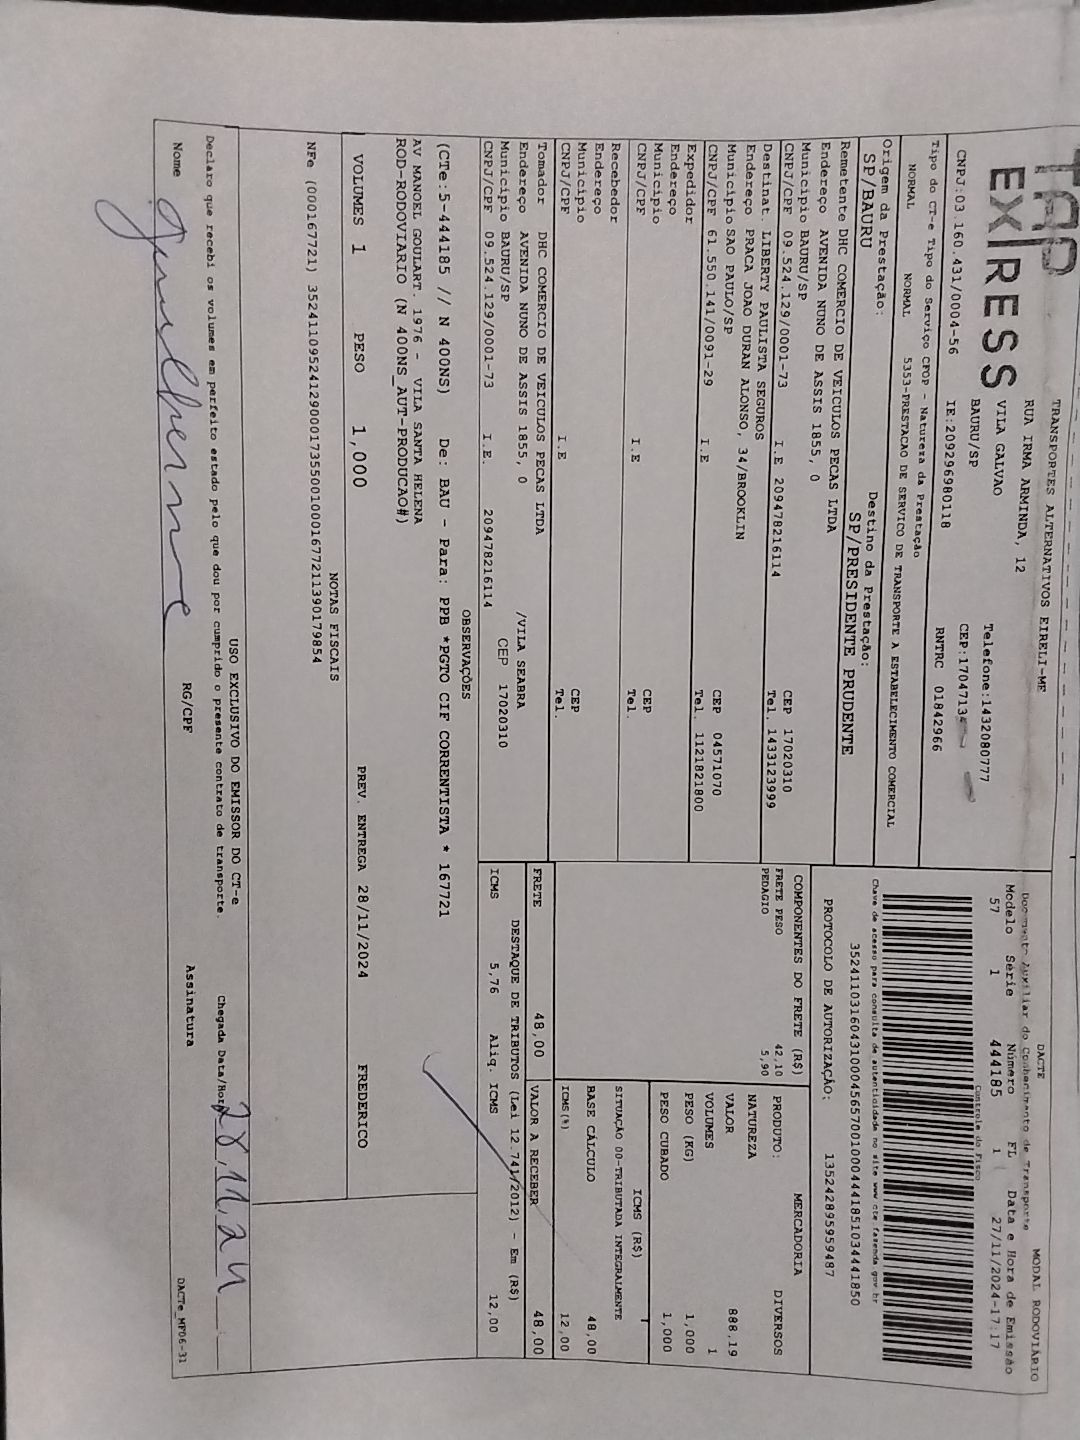 TAP
EX|RESS
TRANSPORTES ALTERNATIVOS EIRELI-ME
RUA IRMA ARMINDA, 12
VILA GALVAO
BAURU/SP
Telefone:1432080777
CEP:17047134
CNPJ:03.160.431/0004-56 IE:209296980118 RNTRC 01842966
Tipo do CT-e Tipo do Serviço CFOP - Natureza da Prestação
NORMAL NORMAL 5353-PRESTACAO DE SERVICO DE TRANSPORTE A ESTABELECIMENTO COMERCIAL
Origem da Prestação: Destino da Prestação:
SP/BAURU SP/PRESIDENTE PRUDENTE
Remetente DHC COMERCIO DE VEICULOS PECAS LTDA
Endereço AVENIDA NUNO DE ASSIS 1855, 0
Municipio BAURU/SP CEP 17020310
CNPJ/CPF 09.524.129/0001-73 I.E 209478216114 Tel. 1433123999
Destinat. LIBERTY PAULISTA SEGUROS
Endereço PRACA JOAO DURAN ALONSO, 34/BROOKLIN
Municipio SAO PAULO/SP CEP 04571070
CNPJ/CPF 61.550.141/0091-29 I.E Tel. 1121821800
Expedidor
Endereço
Municipio CEP
CNPJ/CPF I.E Tel.
Recebedor
Endereço
Municipio CEP
CNPJ/CPF I.E Tel.
Tomador DHC COMERCIO DE VEICULOS PECAS LTDA
Endereço AVENIDA NUNO DE ASSIS 1855, 0 /VILA SEABRA
Municipio BAURU/SP CEP 17020310
CNPJ/CPF 09.524.129/0001-73 I.E. 209478216114
DACTE MODAL RODOVIÁRIO
Documento Auxiliar do Conhecimento de Transporte
Modelo Série Número FL Data e Hora de Emissão
57 1 444185 1 27/11/2024-17:17
Controle do Fisco
Chave de acesso para consulta de autenticidade no site www cte fazenda gov br
PROTOCOLO DE AUTORIZAÇÃO: 135242895959487
COMPONENTES DO FRETE (R$)
FRETE PESO 42,10
PEDAGIO 5,90
MERCADORIA
PRODUTO: DIVERSOS
NATUREZA
VALOR 888,19
VOLUMES 1
PESO (KG) 1,000
PESO CUBADO 1,000
ICMS (R$)
SITUAÇÃO 00-TRIBUTADA INTEGRALMENTE
BASE CÁLCULO 48,00
ICMS(%) 12,00
FRETE 48,00 VALOR A RECEBER 48,00
DESTAQUE DE TRIBUTOS (Lei 12.741/2012) - Em (R$)
ICMS 5,76 Aliq. ICMS 12,00
OBSERVAÇÕES
(CTe:5-444185 // N 400NS) De: BAU - Para: PPB *PGTO CIF CORRENTISTA * 167721
AV MANOEL GOULART. 1976 - VILA SANTA HELENA
ROD-RODOVIARIO (N 400NS_AUT-PRODUCAO#)
VOLUMES 1 PESO 1,000 PREV. ENTREGA 28/11/2024 FREDERICO
NOTAS FISCAIS
USO EXCLUSIVO DO EMISSOR DO CT-e
Declaro que recebi os volumes em perfeito estado pelo que dou por cumprido o presente contrato de transporte. Chegada Data/Hora
Nome RG/CPF Assinatura
DACTe_MF06-31